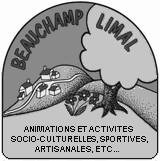 BEAUCHAMP LIMAL
ANIMATIONS ET ACTIVITES
SOCIO-CULTURELLES, SPORTIVES,
ARTISANALES, ETC...